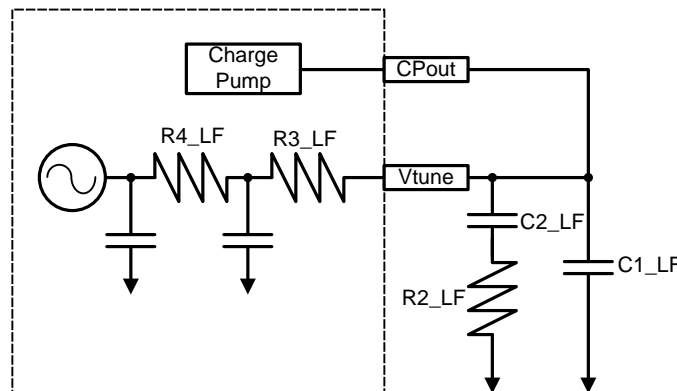 Charge
Pump
CPout
R4_LF
R3_LF
Vtune
C2_LF
C1_LF
R2_LF